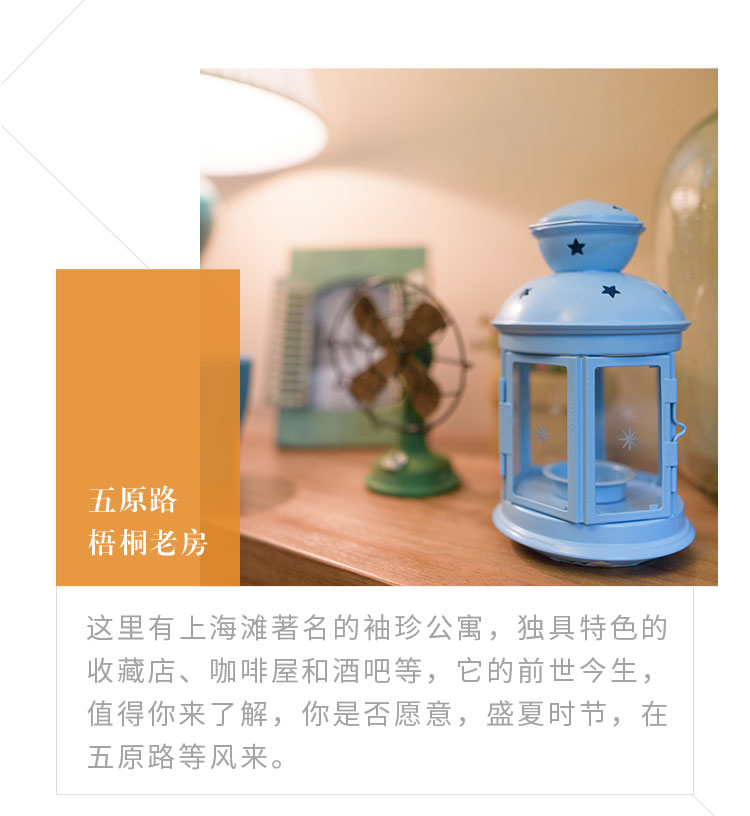 五原路
梧桐老房
这里有上海滩著名的袖珍公寓，独具特色的
收藏店、咖啡屋和酒吧等，它的前世今生，
值得你来了解，你是否愿意，盛夏时节，在
五原路等风来。